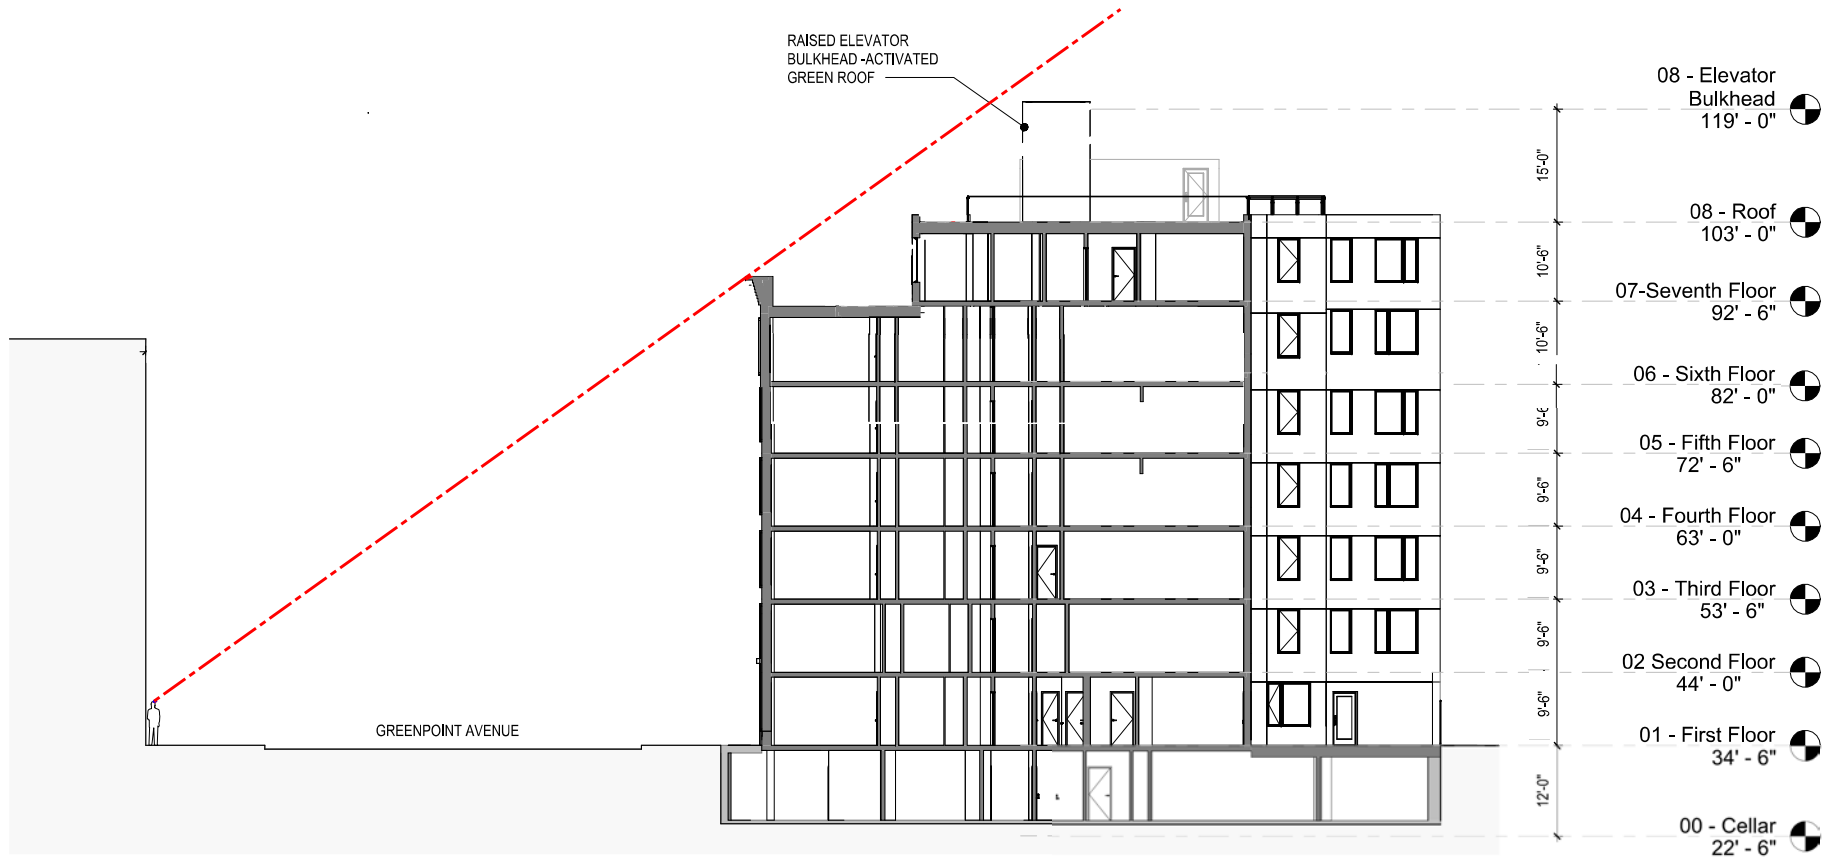 RAISED ELEVATOR
BULKHEAD -ACTIVATED
GREEN ROOF
08 - Elevator
Bulkhead
119' - 0"
15'-0"
08 - Roof
103' - 0"
10'-6"
07-Seventh Floor
92' - 6"
10'-6"
06 - Sixth Floor
82' - 0"
9'-6
05 - Fifth Floor
72' - 6"
9'-6"
04 - Fourth Floor
63' - 0"
9'-6"
03 - Third Floor
53' - 6"
9'-6"
02 Second Floor
44' - 0"
9'-6"
GREENPOINT AVENUE
01 - First Floor
34' - 6"
12'-0"
00 - Cellar
22' - 6"